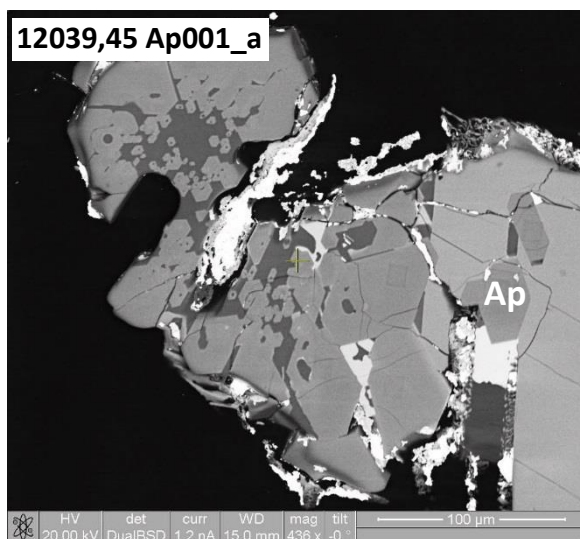 12039,45 Ap001_a
Ap
HV det curr WD mag tilt
20.00 kV DualBSD 1.2 nA 15.0 mm 436 x -0 ° 100 µm